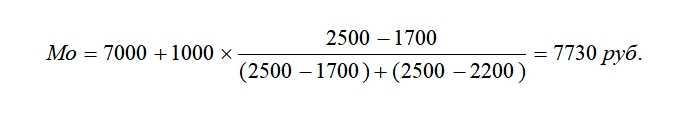 Mo = 7000 + 1000 × (2500 − 1700) / ((2500 − 1700) + (2500 − 2200)) = 7730 руб.